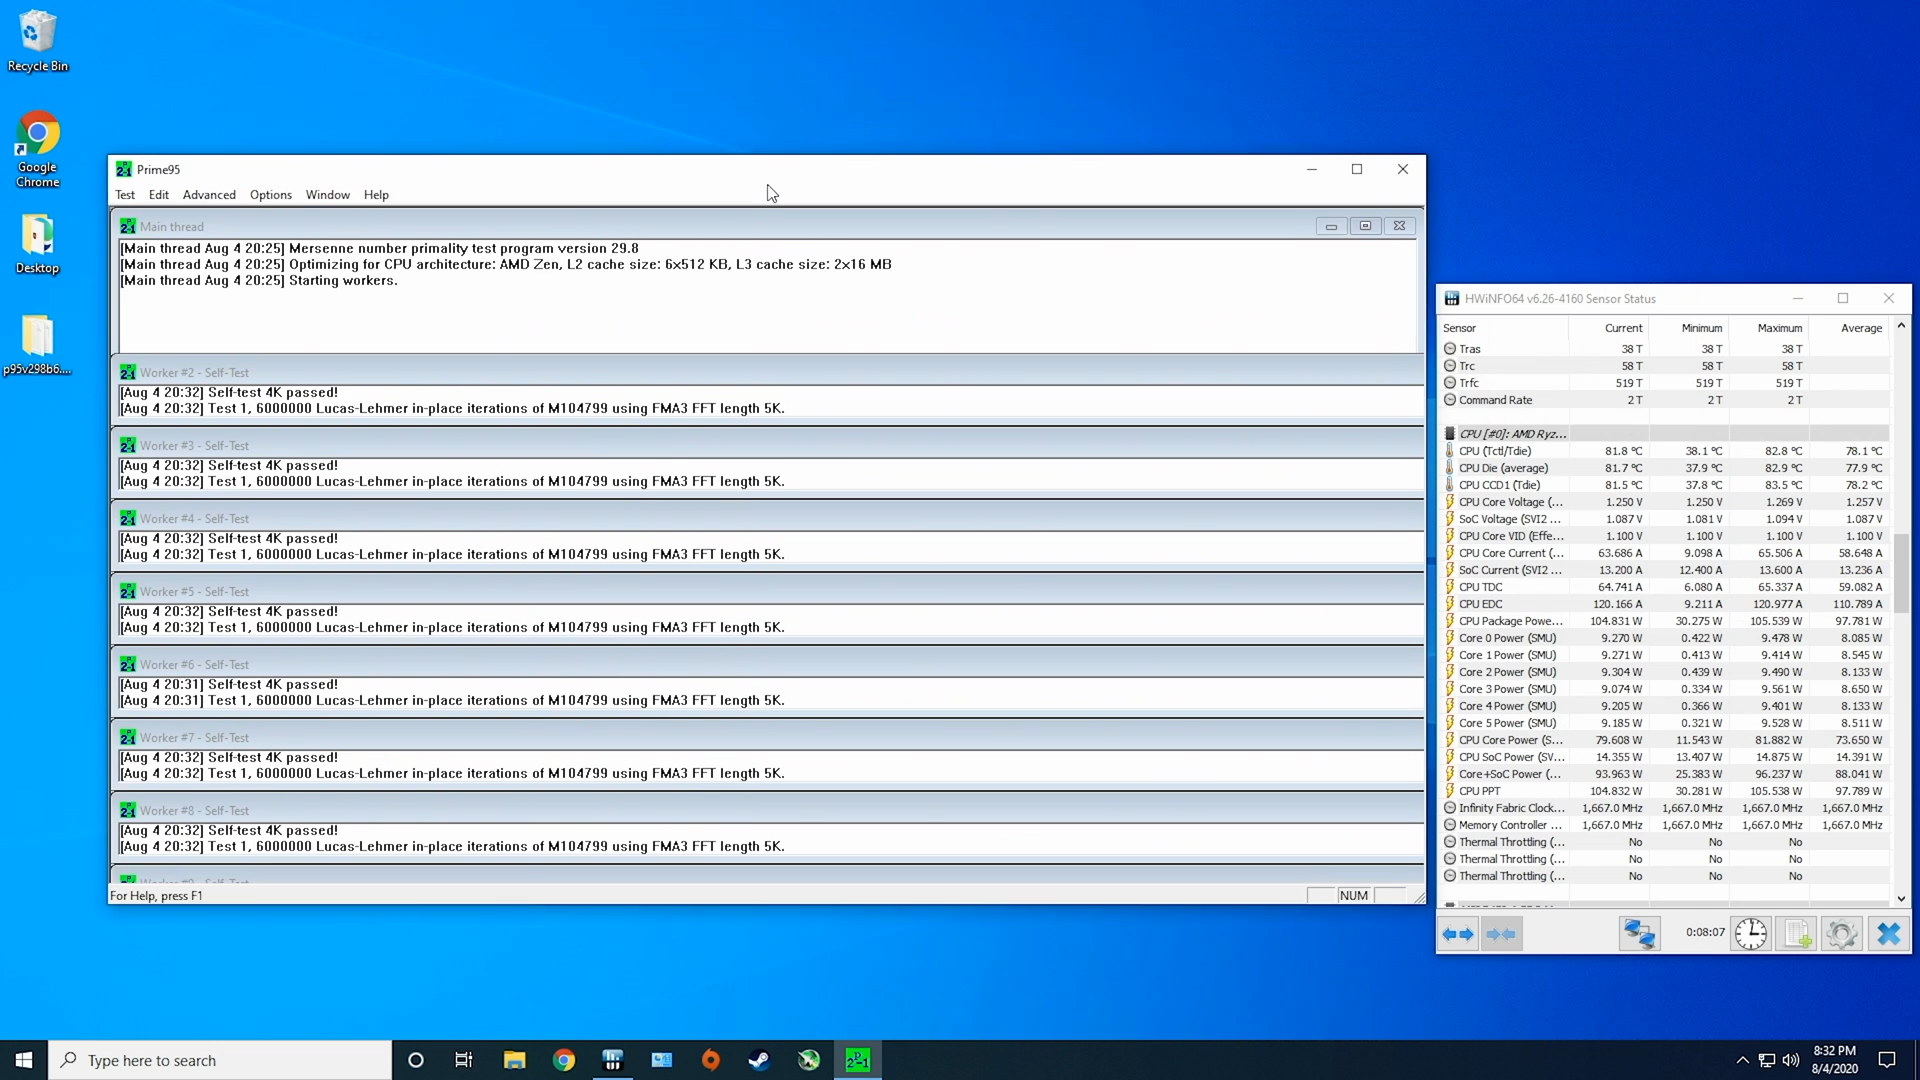 Recycle Bin
Google
Chrome
Desktop
p95v298b6....
Prime95
Test Edit Advanced Options Window Help
Main thread
[Main thread Aug 4 20:25] Mersenne number primality test program version 29.8
[Main thread Aug 4 20:25] Optimizing for CPU architecture: AMD Zen, L2 cache size: 6x512 KB, L3 cache size: 2x16 MB
[Main thread Aug 4 20:25] Starting workers.
Worker #2 - Self-Test
[Aug 4 20:32] Self-test 4K passed!
[Aug 4 20:32] Test 1, 6000000 Lucas-Lehmer in-place iterations of M104799 using FMA3 FFT length 5K.
Worker #3 - Self-Test
[Aug 4 20:32] Self-test 4K passed!
[Aug 4 20:32] Test 1, 6000000 Lucas-Lehmer in-place iterations of M104799 using FMA3 FFT length 5K.
Worker #4 - Self-Test
[Aug 4 20:32] Self-test 4K passed!
[Aug 4 20:32] Test 1, 6000000 Lucas-Lehmer in-place iterations of M104799 using FMA3 FFT length 5K.
Worker #5 - Self-Test
[Aug 4 20:32] Self-test 4K passed!
[Aug 4 20:32] Test 1, 6000000 Lucas-Lehmer in-place iterations of M104799 using FMA3 FFT length 5K.
Worker #6 - Self-Test
[Aug 4 20:31] Self-test 4K passed!
[Aug 4 20:31] Test 1, 6000000 Lucas-Lehmer in-place iterations of M104799 using FMA3 FFT length 5K.
Worker #7 - Self-Test
[Aug 4 20:32] Self-test 4K passed!
[Aug 4 20:32] Test 1, 6000000 Lucas-Lehmer in-place iterations of M104799 using FMA3 FFT length 5K.
Worker #8 - Self-Test
[Aug 4 20:32] Self-test 4K passed!
[Aug 4 20:32] Test 1, 6000000 Lucas-Lehmer in-place iterations of M104799 using FMA3 FFT length 5K.
For Help, press F1
NUM
HWiNFO64 v6.26-4160 Sensor Status
Sensor Current Minimum Maximum Average
Tras 38 T 38 T 38 T
Trc 58 T 58 T 58 T
Trfc 519 T 519 T 519 T
Command Rate 2 T 2 T 2 T
CPU [#0]: AMD Ryz...
CPU (Tctl/Tdie) 81.8 °C 38.1 °C 82.8 °C 78.1 °C
CPU Die (average) 81.7 °C 37.9 °C 82.9 °C 77.9 °C
CPU CCD1 (Tdie) 81.5 °C 37.8 °C 83.5 °C 78.2 °C
CPU Core Voltage (... 1.250 V 1.250 V 1.269 V 1.257 V
SoC Voltage (SVI2 ... 1.087 V 1.081 V 1.094 V 1.087 V
CPU Core VID (Effe... 1.100 V 1.100 V 1.100 V 1.100 V
CPU Core Current (... 63.686 A 9.098 A 65.506 A 58.648 A
SoC Current (SVI2 ... 13.200 A 12.400 A 13.600 A 13.236 A
CPU TDC 64.741 A 6.080 A 65.337 A 59.082 A
CPU EDC 120.166 A 9.211 A 120.977 A 110.789 A
CPU Package Powe... 104.831 W 30.275 W 105.539 W 97.781 W
Core 0 Power (SMU) 9.270 W 0.422 W 9.478 W 8.085 W
Core 1 Power (SMU) 9.271 W 0.413 W 9.414 W 8.545 W
Core 2 Power (SMU) 9.304 W 0.439 W 9.490 W 8.133 W
Core 3 Power (SMU) 9.074 W 0.334 W 9.561 W 8.650 W
Core 4 Power (SMU) 9.205 W 0.366 W 9.401 W 8.133 W
Core 5 Power (SMU) 9.185 W 0.321 W 9.528 W 8.511 W
CPU Core Power (S... 79.608 W 11.543 W 81.882 W 73.650 W
CPU SoC Power (SV... 14.355 W 13.407 W 14.875 W 14.391 W
Core+SoC Power (... 93.963 W 25.383 W 96.237 W 88.041 W
CPU PPT 104.832 W 30.281 W 105.538 W 97.789 W
Infinity Fabric Clock... 1,667.0 MHz 1,667.0 MHz 1,667.0 MHz 1,667.0 MHz
Memory Controller ... 1,667.0 MHz 1,667.0 MHz 1,667.0 MHz 1,667.0 MHz
Thermal Throttling (... No No No
Thermal Throttling (... No No No
Thermal Throttling (... No No No
0:08:07
Type here to search
8:32 PM
8/4/2020